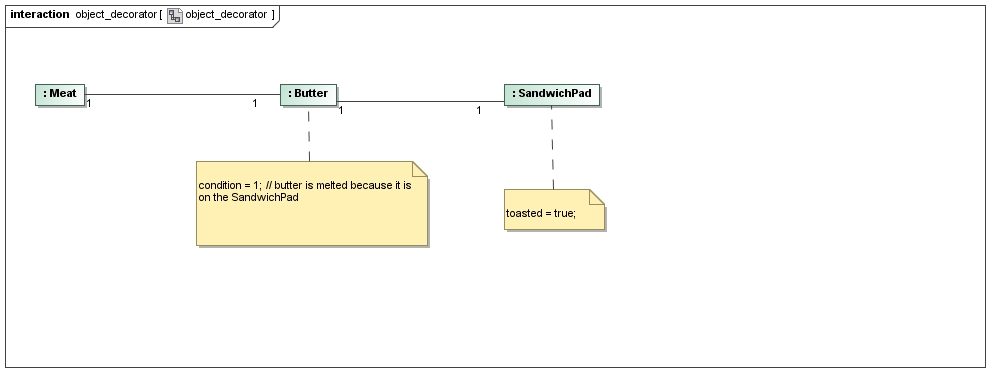 interaction object_decorator [ object_decorator ]
: Meat
: Butter
: SandwichPad
1
1
1
1
condition = 1; // butter is melted because it is
on the SandwichPad
toasted = true;